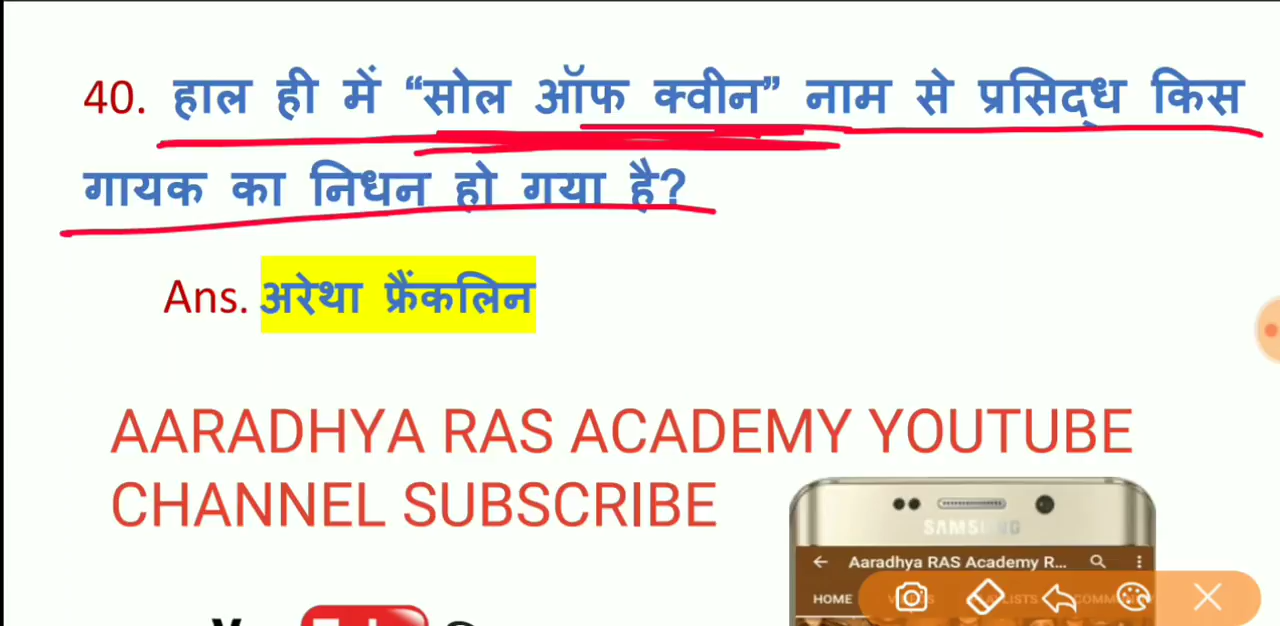 40. हाल ही में “सोल ऑफ क्वीन” नाम से प्रसिद्ध किस
गायक का निधन हो गया है?
Ans. अरेथा फ्रैंकलिन
AARADHYA RAS ACADEMY YOUTUBE
CHANNEL SUBSCRIBE
SAMSUNG
Aaradhya RAS Academy R...
HOME